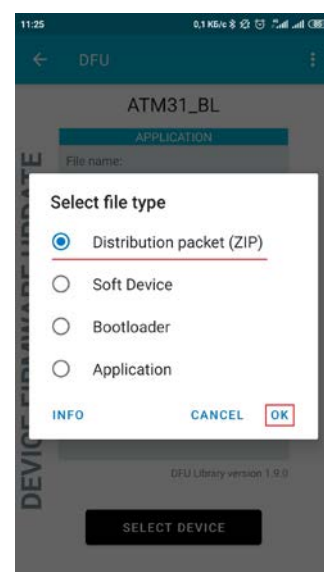 11:25
0,1 КБ/с
DFU
ATM31_BL
APPLICATION
File name:
DEVICE FIRMWARE UPDATE
Select file type
Distribution packet (ZIP)
Soft Device
Bootloader
Application
INFO CANCEL OK
DFU Library version 1.9.0
SELECT DEVICE